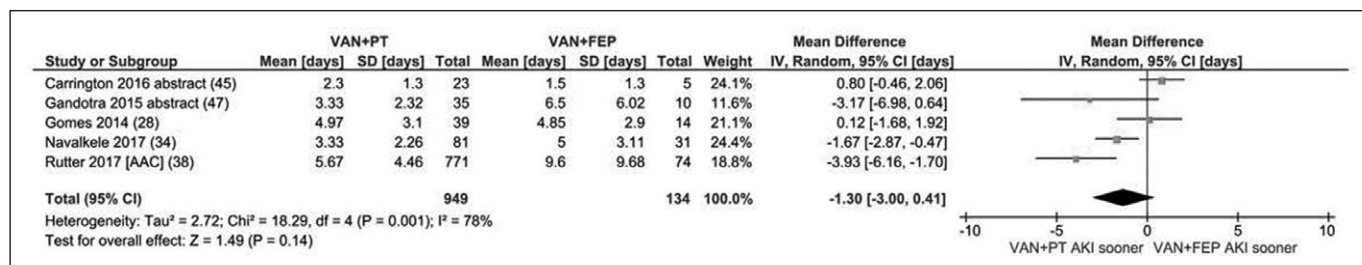 VAN+PT VAN+FEP Mean Difference Mean Difference
Study or Subgroup Mean [days] SD [days] Total Mean [days] SD [days] Total Weight IV, Random, 95% CI [days] IV, Random, 95% CI [days]
Carrington 2016 abstract (45) 2.3 1.3 23 1.5 1.3 5 24.1% 0.80 [-0.46, 2.06]
Gandotra 2015 abstract (47) 3.33 2.32 35 6.5 6.02 10 11.6% -3.17 [-6.98, 0.64]
Gomes 2014 (28) 4.97 3.1 39 4.85 2.9 14 21.1% 0.12 [-1.68, 1.92]
Navalkele 2017 (34) 3.33 2.26 81 5 3.11 31 24.4% -1.67 [-2.87, -0.47]
Rutter 2017 [AAC] (38) 5.67 4.46 771 9.6 9.68 74 18.8% -3.93 [-6.16, -1.70]
Total (95% CI) 949 134 100.0% -1.30 [-3.00, 0.41]
Heterogeneity: Tau² = 2.72; Chi² = 18.29, df = 4 (P = 0.001); I² = 78%
Test for overall effect: Z = 1.49 (P = 0.14)
-10 -5 0 5 10
VAN+PT AKI sooner VAN+FEP AKI sooner